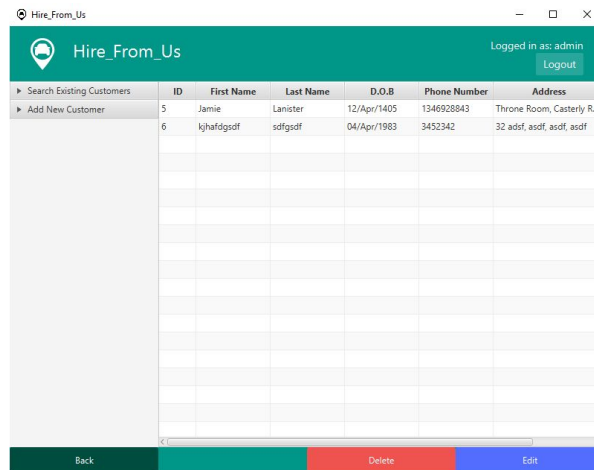 Hire_From_Us
Hire_From_Us
Logged in as: admin
Logout
Search Existing Customers
Add New Customer
ID First Name Last Name D.O.B Phone Number Address
5 Jamie Lanister 12/Apr/1405 1346928843 Throne Room, Casterly R
6 kjhafdgsdf sdfgsdf 04/Apr/1983 3452342 32 adsf, asdf, asdf, asdf
Back Delete Edit